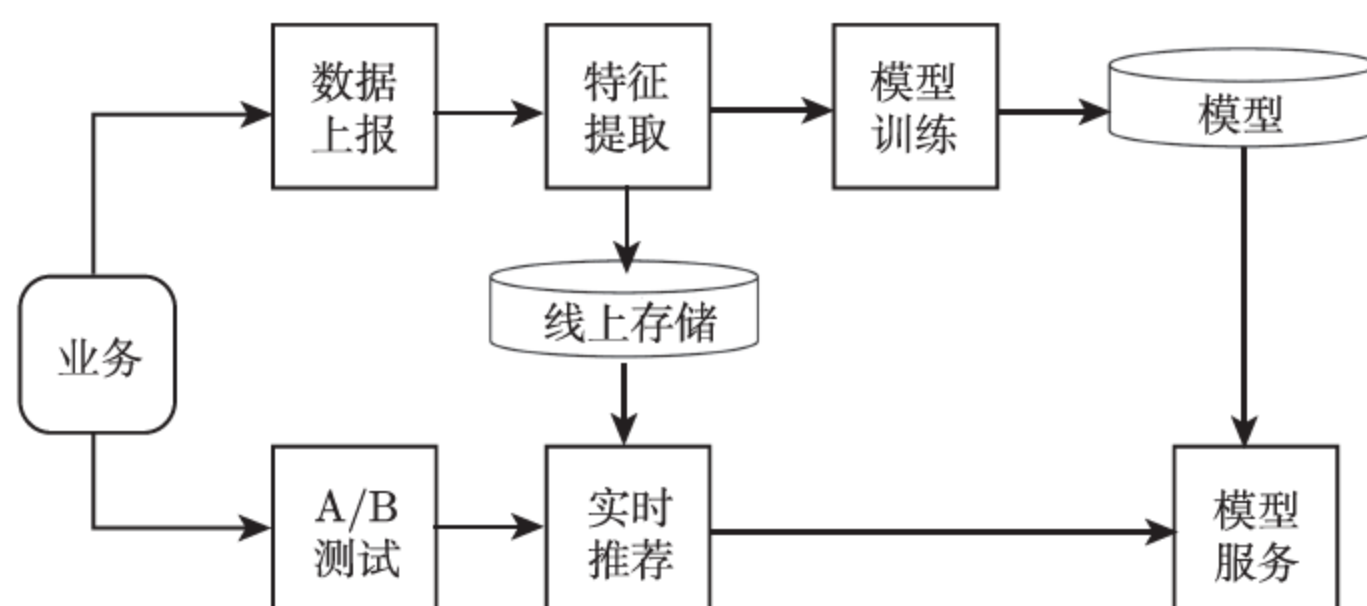 数据
上报
特征
提取
模型
训练
模型
线上存储
业务
A/B
测试
实时
推荐
模型
服务